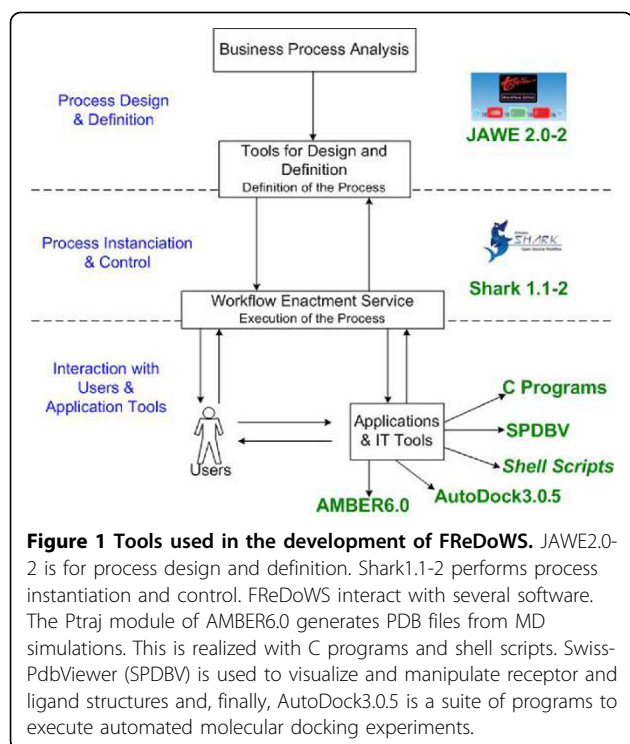 Business Process Analysis
Process Design
& Definition
JAWE 2.0-2
Tools for Design and
Definition
Definition of the Process
Process Instanciation
& Control
SHARK
Shark 1.1-2
Workflow Enactment Service
Execution of the Process
Interaction with
Users &
Application Tools
Users
Applications
& IT Tools
C Programs
SPDBV
Shell Scripts
AutoDock3.0.5
AMBER6.0
Figure 1 Tools used in the development of FReDoWS. JAWE2.0-
2 is for process design and definition. Shark1.1-2 performs process
instantiation and control. FReDoWS interact with several software.
The Ptraj module of AMBER6.0 generates PDB files from MD
simulations. This is realized with C programs and shell scripts. Swiss-
PdbViewer (SPDBV) is used to visualize and manipulate receptor and
ligand structures and, finally, AutoDock3.0.5 is a suite of programs to
execute automated molecular docking experiments.